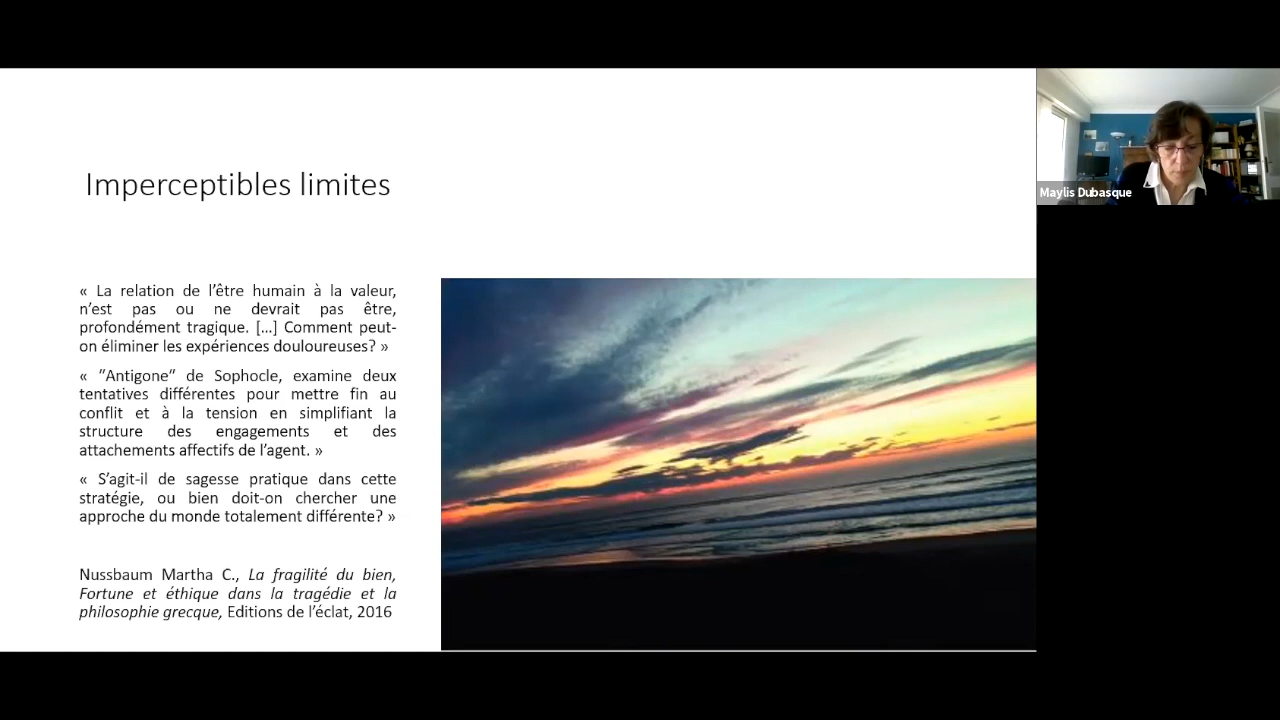 Imperceptibles limites
Maylis Dubasque
« La relation de l’être humain à la valeur,
n’est pas ou ne devrait pas être,
profondément tragique. […] Comment peut-
on éliminer les expériences douloureuses? »
« ”Antigone” de Sophocle, examine deux
tentatives différentes pour mettre fin au
conflit et à la tension en simplifiant la
structure des engagements et des
attachements affectifs de l’agent. »
« S’agit-il de sagesse pratique dans cette
stratégie, ou bien doit-on chercher une
approche du monde totalement différente? »
Nussbaum Martha C., La fragilité du bien,
Fortune et éthique dans la tragédie et la
philosophie grecque, Editions de l’éclat, 2016